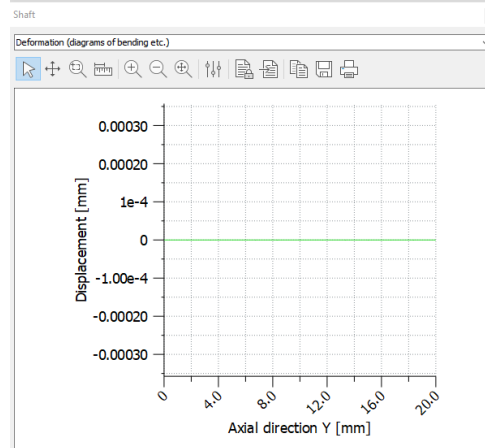 Shaft
Deformation (diagrams of bending etc.)
0.00030
0.00020
1e-4
0
-1.00e-4
-0.00020
-0.00030
Displacement [mm]
0 4.0 8.0 12.0 16.0 20.0
Axial direction Y [mm]